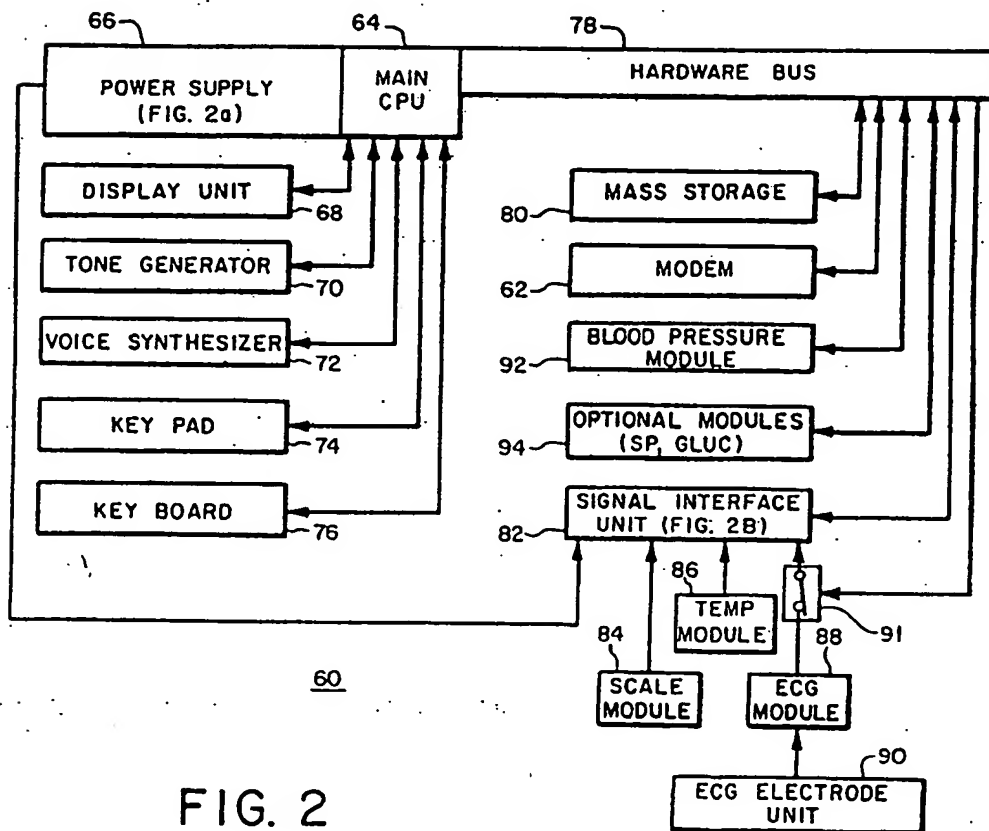 66
64
78
POWER SUPPLY
(FIG. 2a)
MAIN
CPU
HARDWARE BUS
DISPLAY UNIT
68
TONE GENERATOR
70
VOICE SYNTHESIZER
72
KEY PAD
74
KEY BOARD
76
MASS STORAGE
80
MODEM
62
BLOOD PRESSURE
MODULE
92
OPTIONAL MODULES
(SP, GLUC)
94
SIGNAL INTERFACE
UNIT (FIG. 2B)
82
86
TEMP
MODULE
91
84
SCALE
MODULE
88
ECG
MODULE
90
ECG ELECTRODE
UNIT
60
FIG. 2